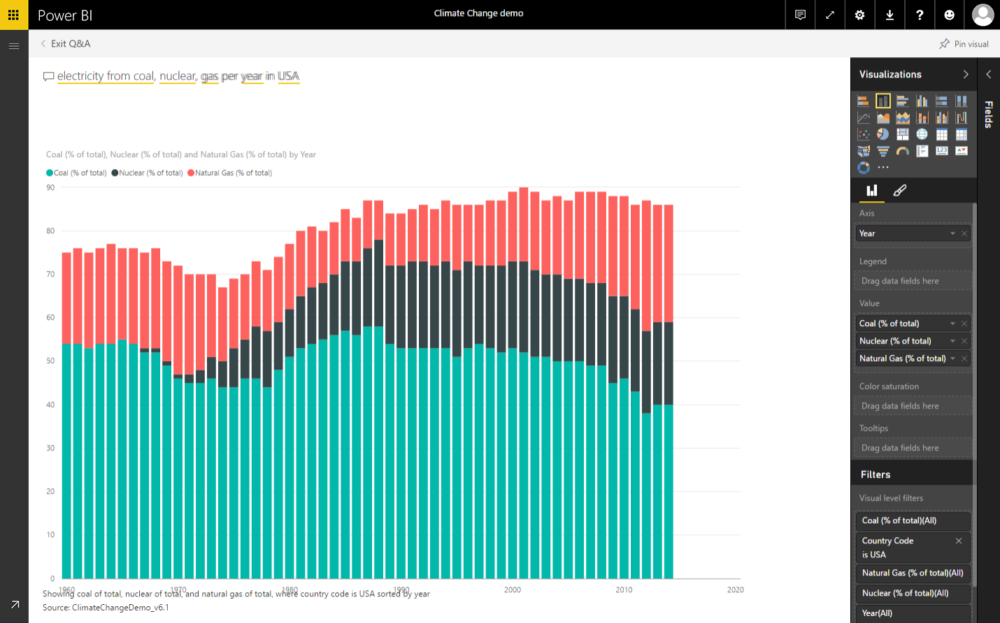 Power BI
Climate Change demo
Exit Q&A
Pin visual
electricity from coal, nuclear, gas per year in USA
Coal (% of total), Nuclear (% of total) and Natural Gas (% of total) by Year
Coal (% of total) Nuclear (% of total) Natural Gas (% of total)
90
80
70
60
50
40
30
20
10
0
1960 1970 1980 1990 2000 2010 2020
Showing coal of total, nuclear of total, and natural gas of total, where country code is USA sorted by year
Source: ClimateChangeDemo_v6.1
Visualizations
123
Axis
Year
Legend
Drag data fields here
Value
Coal (% of total)
Nuclear (% of total)
Natural Gas (% of total)
Color saturation
Drag data fields here
Tooltips
Drag data fields here
Filters
Visual level filters
Coal (% of total)(All)
Country Code
is USA
Natural Gas (% of total)(All)
Nuclear (% of total)(All)
Year(All)
Fields